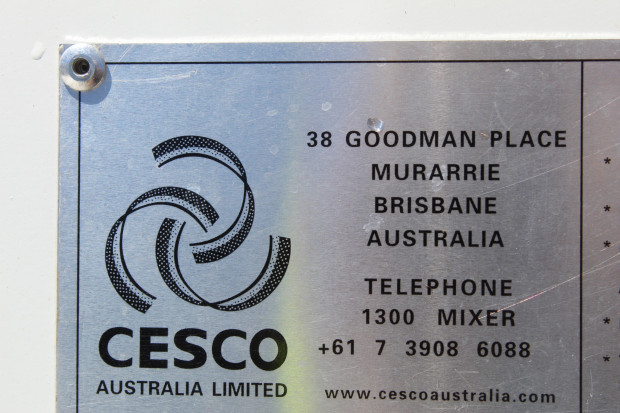 38 GOODMAN PLACE
MURARRIE
BRISBANE
AUSTRALIA
TELEPHONE
1300 MIXER
+61 7 3908 6088
www.cescoaustralia.com
CESCO
AUSTRALIA LIMITED
*
*
*
*
*